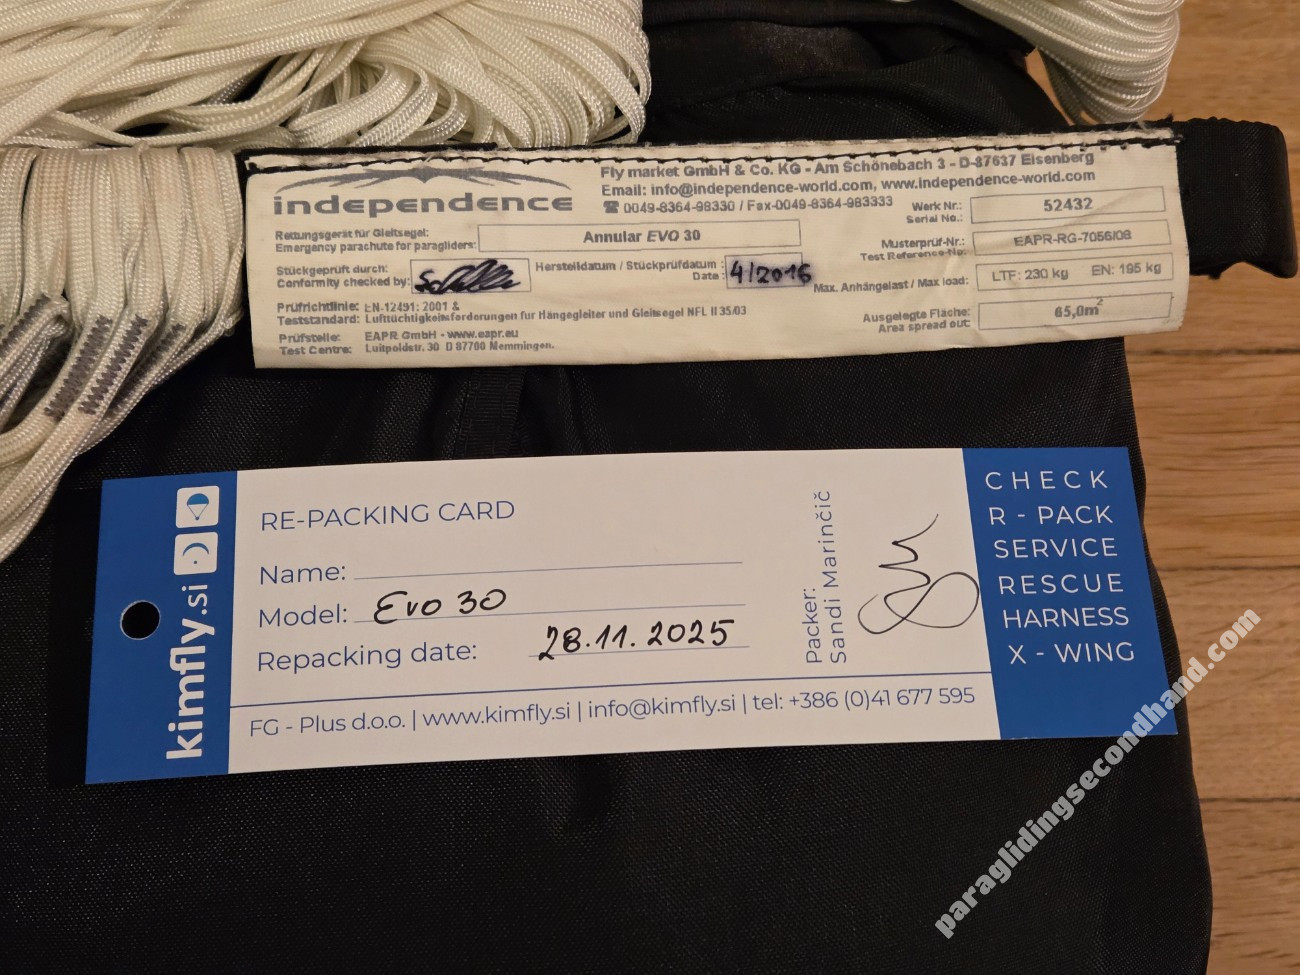 independence
Fly market GmbH & Co. KG - Am Schönebach 3 - D-87637 Eisenberg
Email: info@independence-world.com, www.independence-world.com
☎ 0049-8364-98330 / Fax-0049-8364-983333
Werk Nr.:
Serial No.:
52432
Rettungsgerät für Gleitsegel:
Emergency parachute for paragliders:
Annular EVO 30
Musterprüf-Nr.:
Test Reference-Np:
EAPR-RG-7056/08
Stückgeprüft durch:
Conformity checked by:
Herstelldatum / Stückprüfdatum :
Date :
4/2016
Max. Anhängelast / Max load:
LTF: 230 kg EN: 195 kg
Prüfrichtlinie: EN-12491: 2001 &
Teststandard: Lufttüchtigkeitsforderungen für Hängegleiter und Gleitsegel NFL II 35/03
Ausgelegte Fläche:
Area spread out:
65,0m²
Prüfstelle: EAPR GmbH - www.eapr.eu
Test Centre: Luitpoldstr. 30 D 87700 Memmingen.
kimfly.si
RE-PACKING CARD
Name:
Model: Evo 30
Repacking date: 28.11.2025
Packer:
Sandi Marinčič
FG - Plus d.o.o. | www.kimfly.si | info@kimfly.si | tel: +386 (0)41 677 595
CHECK
R - PACK
SERVICE
RESCUE
HARNESS
X - WING
paraglidingsecondhand.com